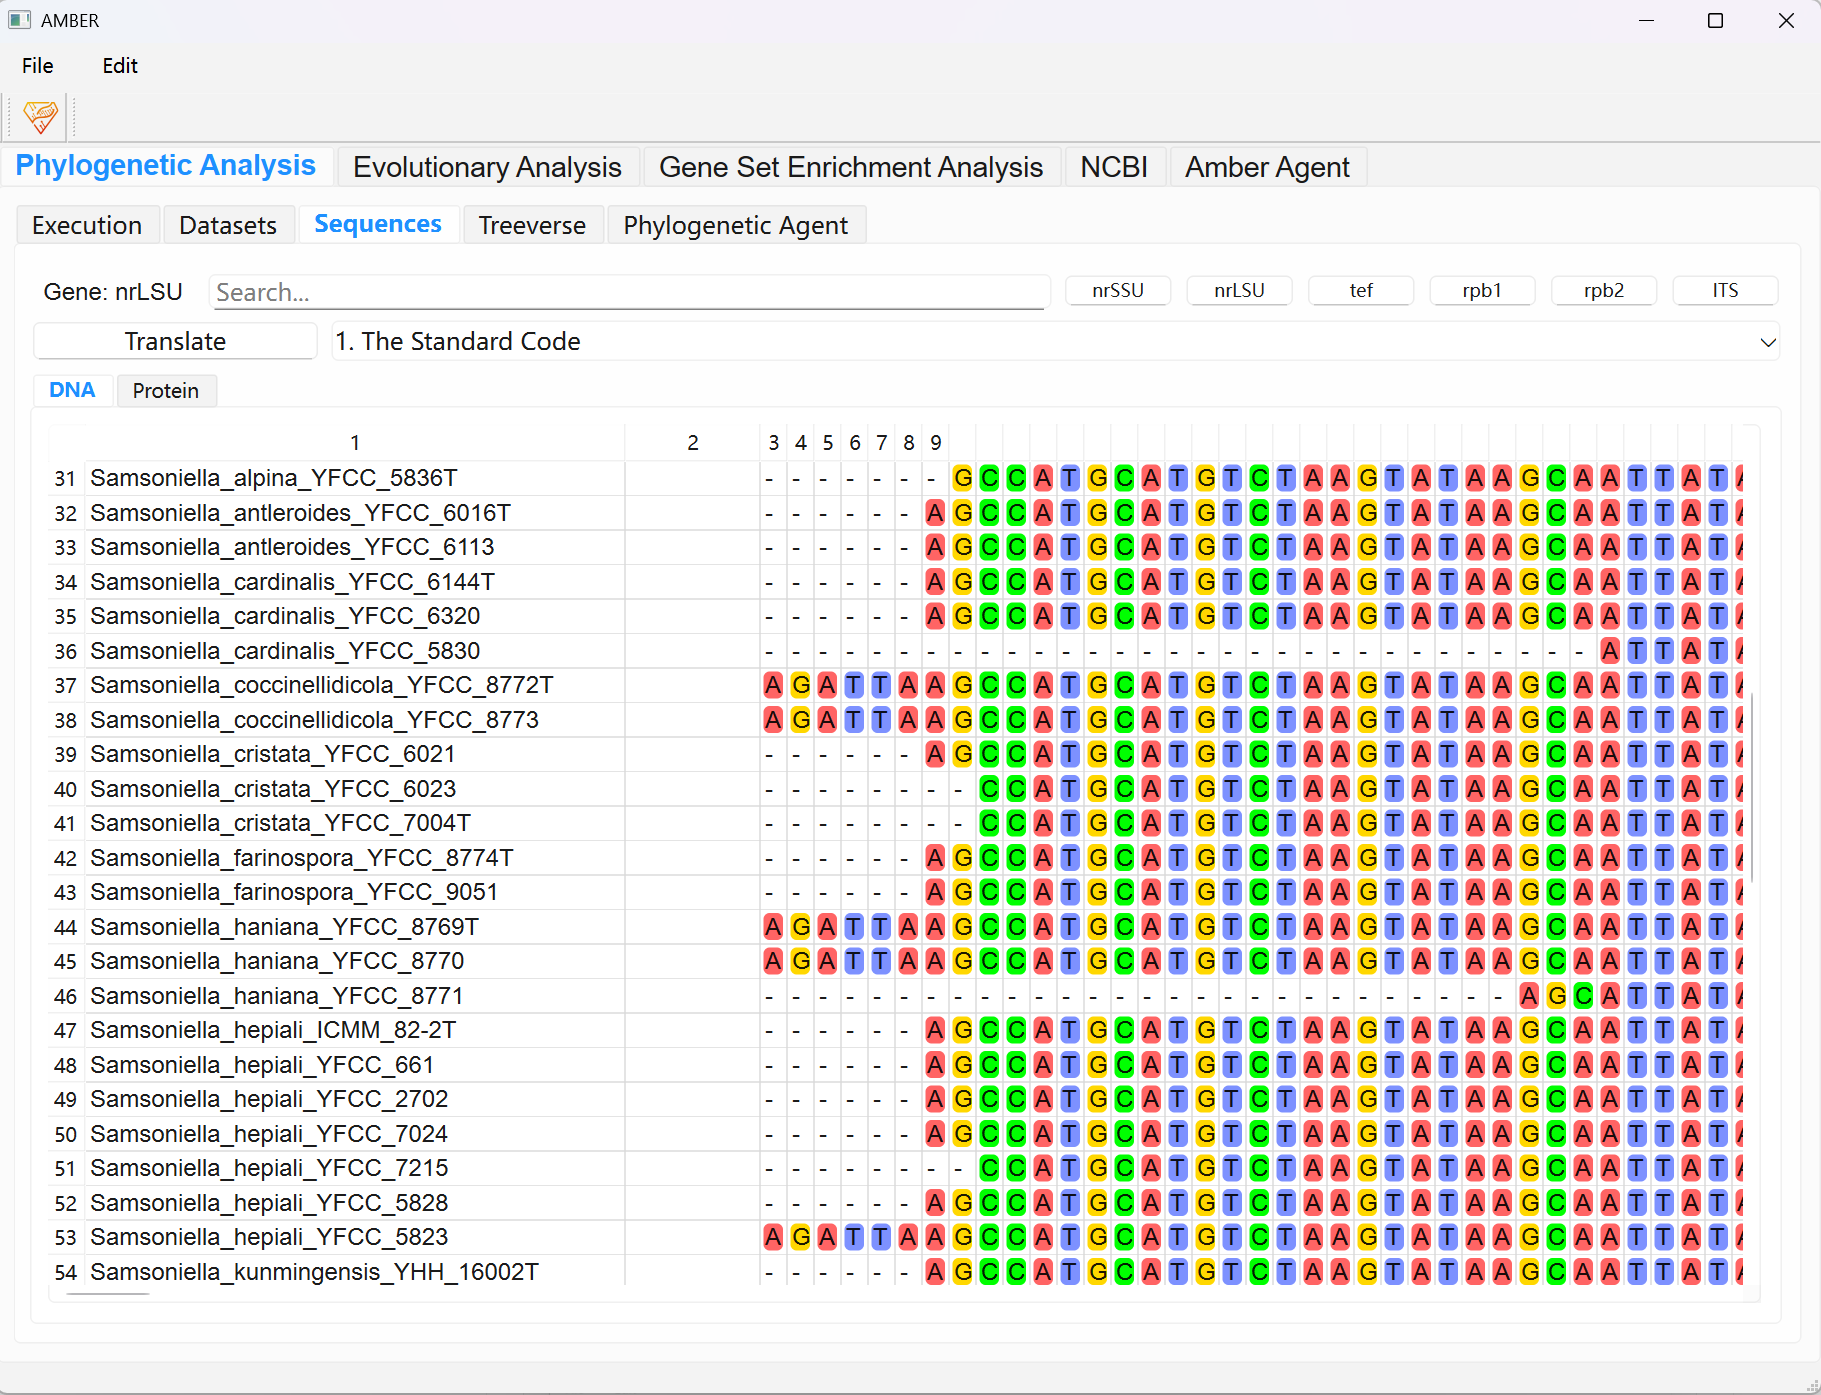 AMBER
File Edit
Phylogenetic Analysis Evolutionary Analysis Gene Set Enrichment Analysis NCBI Amber Agent
Execution Datasets Sequences Treeverse Phylogenetic Agent
Gene: nrLSU Search... nrSSU nrLSU tef rpb1 rpb2 ITS
Translate 1. The Standard Code
DNA Protein
1 2 3 4 5 6 7 8 9
31 Samsoniella_alpina_YFCC_5836T - - - - - - - G C C A T G C A T G T C T A A G T A T A A G C A A T T A T A
32 Samsoniella_antleroides_YFCC_6016T - - - - - - A G C C A T G C A T G T C T A A G T A T A A G C A A T T A T A
33 Samsoniella_antleroides_YFCC_6113 - - - - - - A G C C A T G C A T G T C T A A G T A T A A G C A A T T A T A
34 Samsoniella_cardinalis_YFCC_6144T - - - - - - A G C C A T G C A T G T C T A A G T A T A A G C A A T T A T A
35 Samsoniella_cardinalis_YFCC_6320 - - - - - - A G C C A T G C A T G T C T A A G T A T A A G C A A T T A T A
36 Samsoniella_cardinalis_YFCC_5830 - - - - - - - - - - - - - - - - - - - - - - - - - - - - - - - A T T A T A
37 Samsoniella_coccinellidicola_YFCC_8772T A G A T T A A G C C A T G C A T G T C T A A G T A T A A G C A A T T A T A
38 Samsoniella_coccinellidicola_YFCC_8773 A G A T T A A G C C A T G C A T G T C T A A G T A T A A G C A A T T A T A
39 Samsoniella_cristata_YFCC_6021 - - - - - - A G C C A T G C A T G T C T A A G T A T A A G C A A T T A T A
40 Samsoniella_cristata_YFCC_6023 - - - - - - - - C C A T G C A T G T C T A A G T A T A A G C A A T T A T A
41 Samsoniella_cristata_YFCC_7004T - - - - - - - - C C A T G C A T G T C T A A G T A T A A G C A A T T A T A
42 Samsoniella_farinospora_YFCC_8774T - - - - - - A G C C A T G C A T G T C T A A G T A T A A G C A A T T A T A
43 Samsoniella_farinospora_YFCC_9051 - - - - - - A G C C A T G C A T G T C T A A G T A T A A G C A A T T A T A
44 Samsoniella_haniana_YFCC_8769T A G A T T A A G C C A T G C A T G T C T A A G T A T A A G C A A T T A T A
45 Samsoniella_haniana_YFCC_8770 A G A T T A A G C C A T G C A T G T C T A A G T A T A A G C A A T T A T A
46 Samsoniella_haniana_YFCC_8771 - - - - - - - - - - - - - - - - - - - - - - - - - - - - A G C A T T A T A
47 Samsoniella_hepiali_ICMM_82-2T - - - - - - A G C C A T G C A T G T C T A A G T A T A A G C A A T T A T A
48 Samsoniella_hepiali_YFCC_661 - - - - - - A G C C A T G C A T G T C T A A G T A T A A G C A A T T A T A
49 Samsoniella_hepiali_YFCC_2702 - - - - - - A G C C A T G C A T G T C T A A G T A T A A G C A A T T A T A
50 Samsoniella_hepiali_YFCC_7024 - - - - - - A G C C A T G C A T G T C T A A G T A T A A G C A A T T A T A
51 Samsoniella_hepiali_YFCC_7215 - - - - - - - - C C A T G C A T G T C T A A G T A T A A G C A A T T A T A
52 Samsoniella_hepiali_YFCC_5828 - - - - - - A G C C A T G C A T G T C T A A G T A T A A G C A A T T A T A
53 Samsoniella_hepiali_YFCC_5823 A G A T T A A G C C A T G C A T G T C T A A G T A T A A G C A A T T A T A
54 Samsoniella_kunmingensis_YHH_16002T - - - - - - A G C C A T G C A T G T C T A A G T A T A A G C A A T T A T A